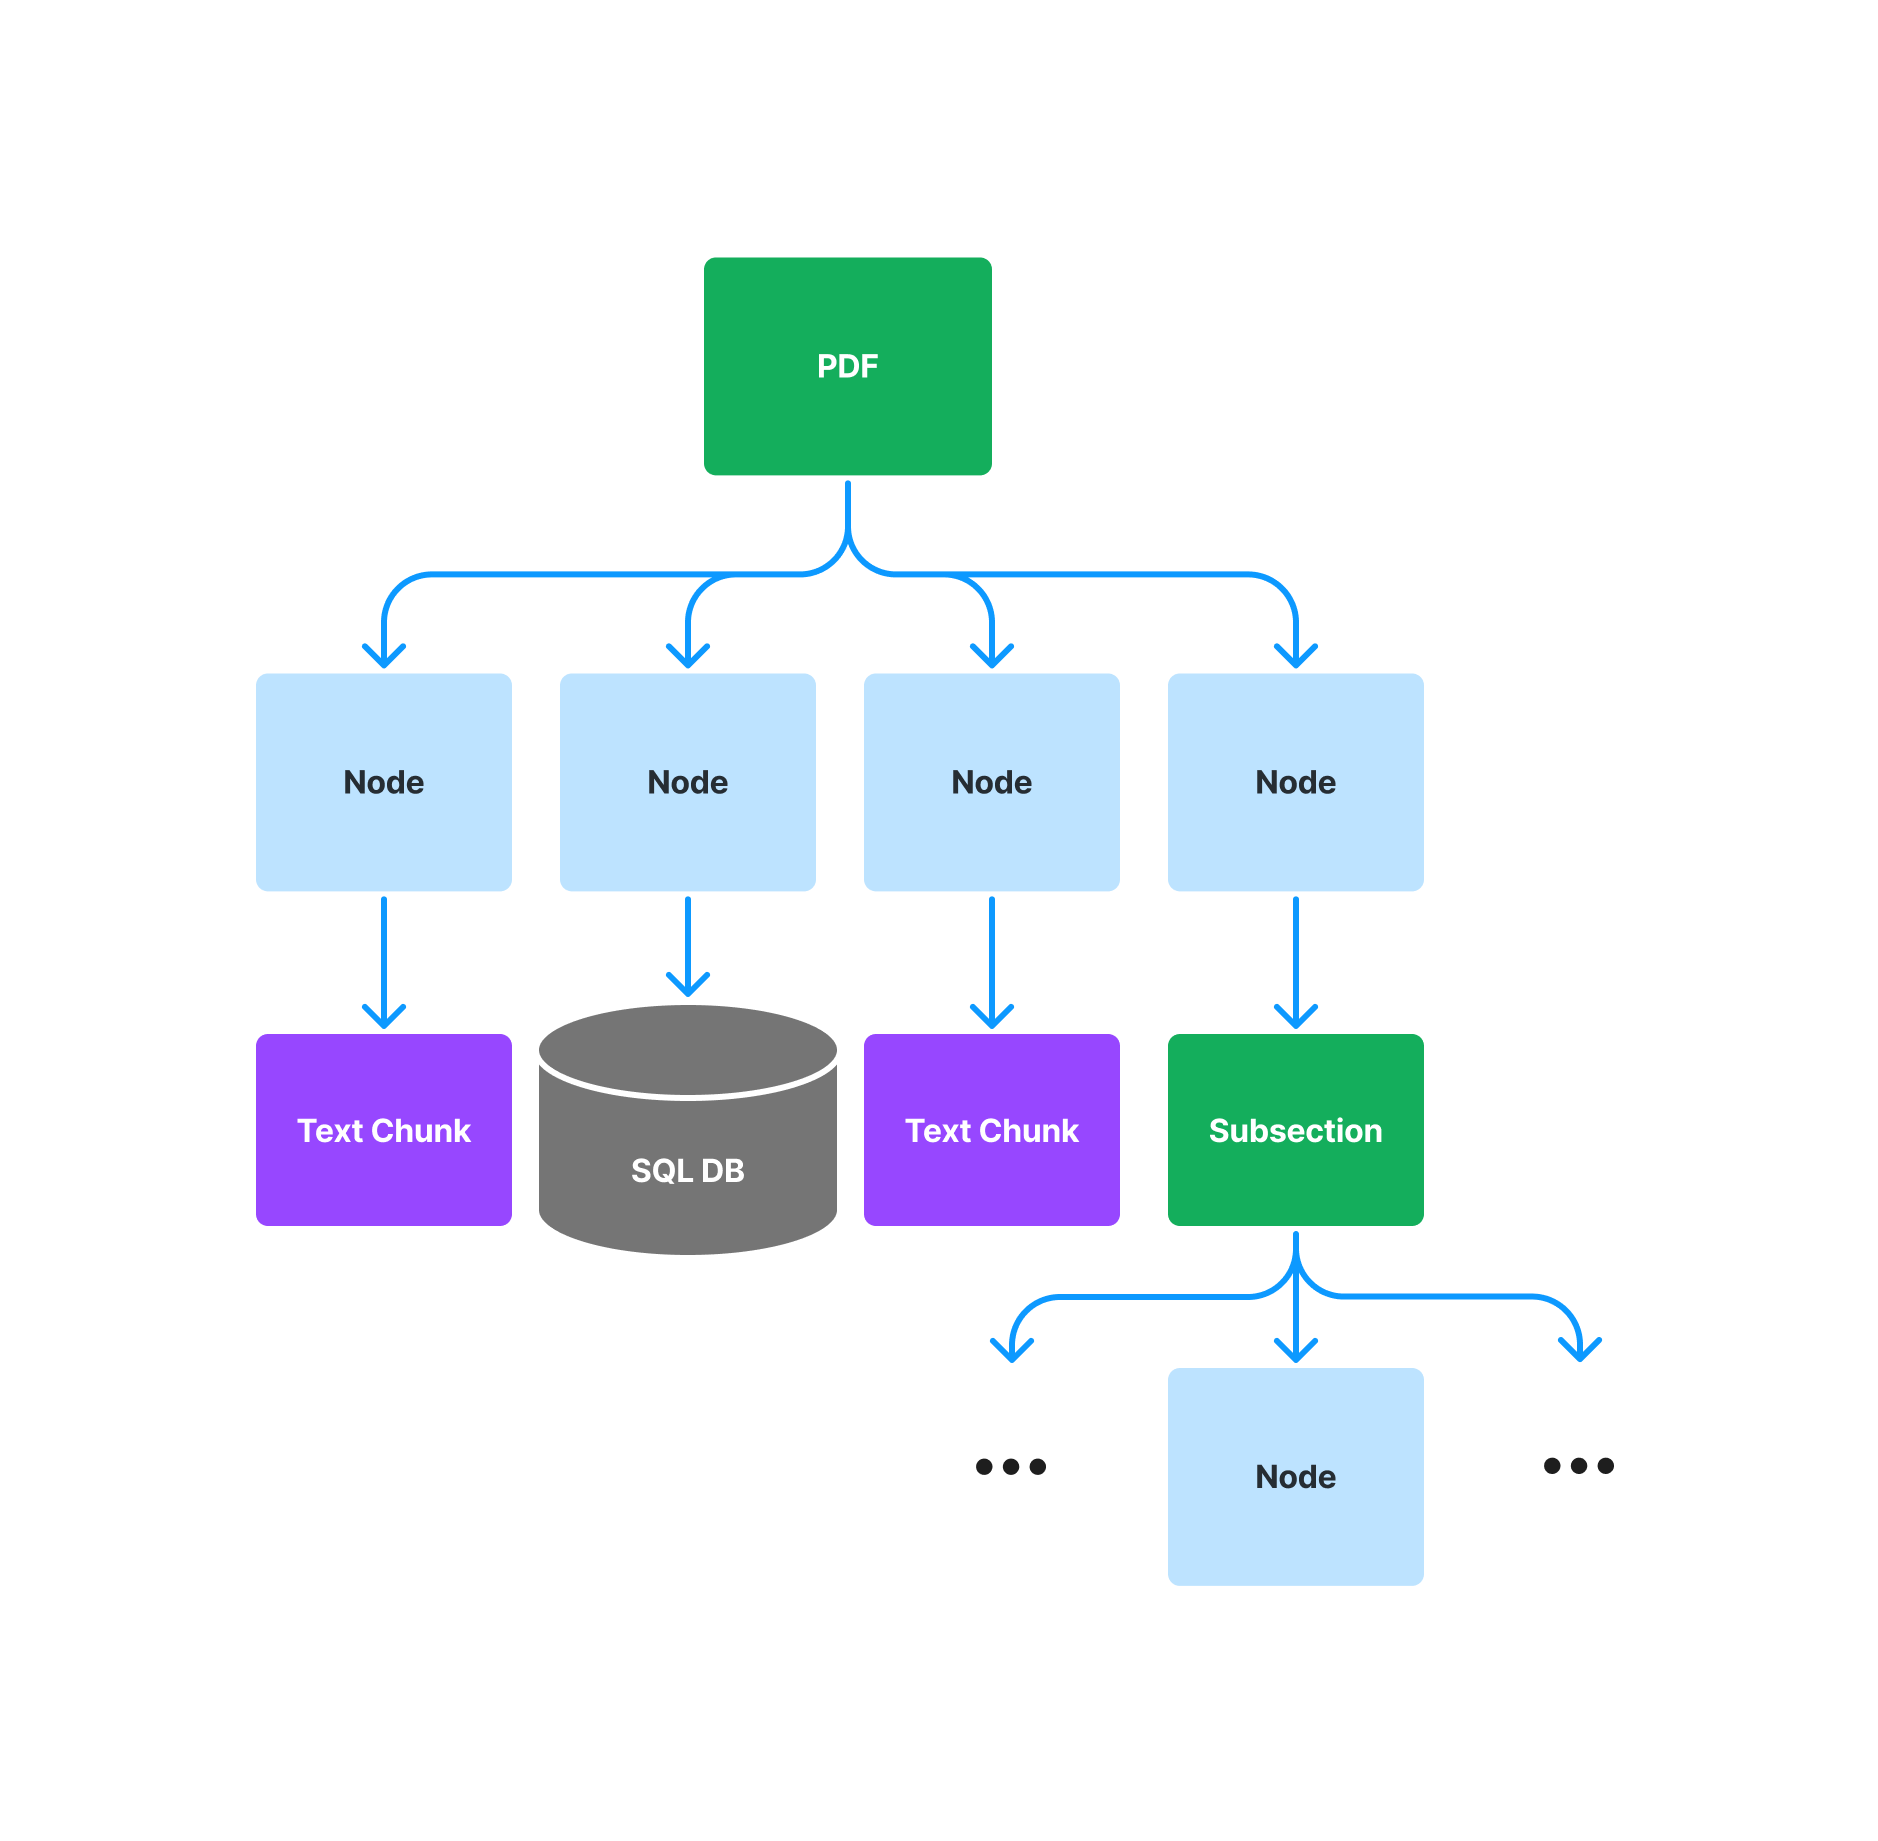 PDF
Node
Node
Node
Node
Text Chunk
SQL DB
Text Chunk
Subsection
...
Node
...